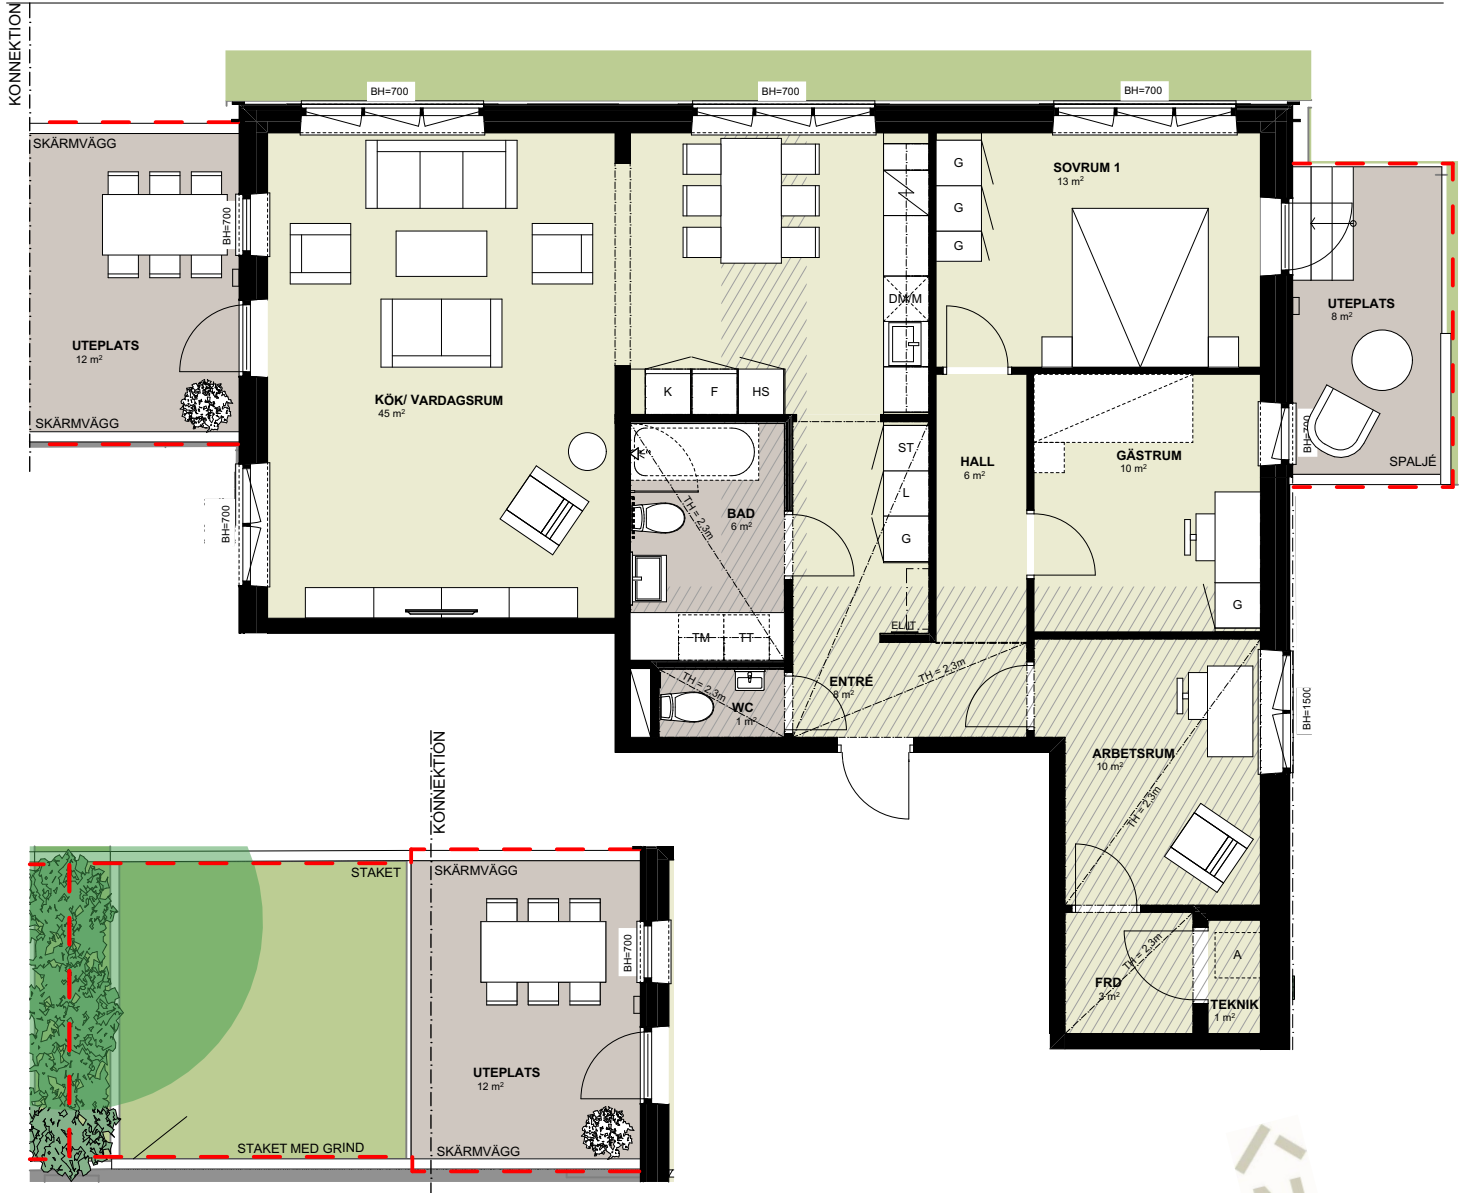 KONNEKTION
BH=700
BH=700
BH=700
SKÄRMVÄGG
BH=700
UTEPLATS
12 m²
SKÄRMVÄGG
BH=700
KÖK/ VARDAGSRUM
45 m²
K
F
HS
DM/M
G
G
G
SOVRUM 1
13 m²
UTEPLATS
8 m²
BH=700
SPALJÉ
HALL
6 m²
GÄSTRUM
10 m²
G
ST
L
G
EL/IT
BAD
6 m²
TH = 2,3m
TM
TT
WC
1 m²
TH = 2,3m
ENTRÉ
8 m²
TH = 2,3m
ARBETSRUM
10 m²
TH = 2,3m
BH=1500
FRD
3 m²
TH = 2,3m
A
TEKNIK
1 m²
KONNEKTION
STAKET
SKÄRMVÄGG
BH=700
UTEPLATS
12 m²
STAKET MED GRIND
SKÄRMVÄGG